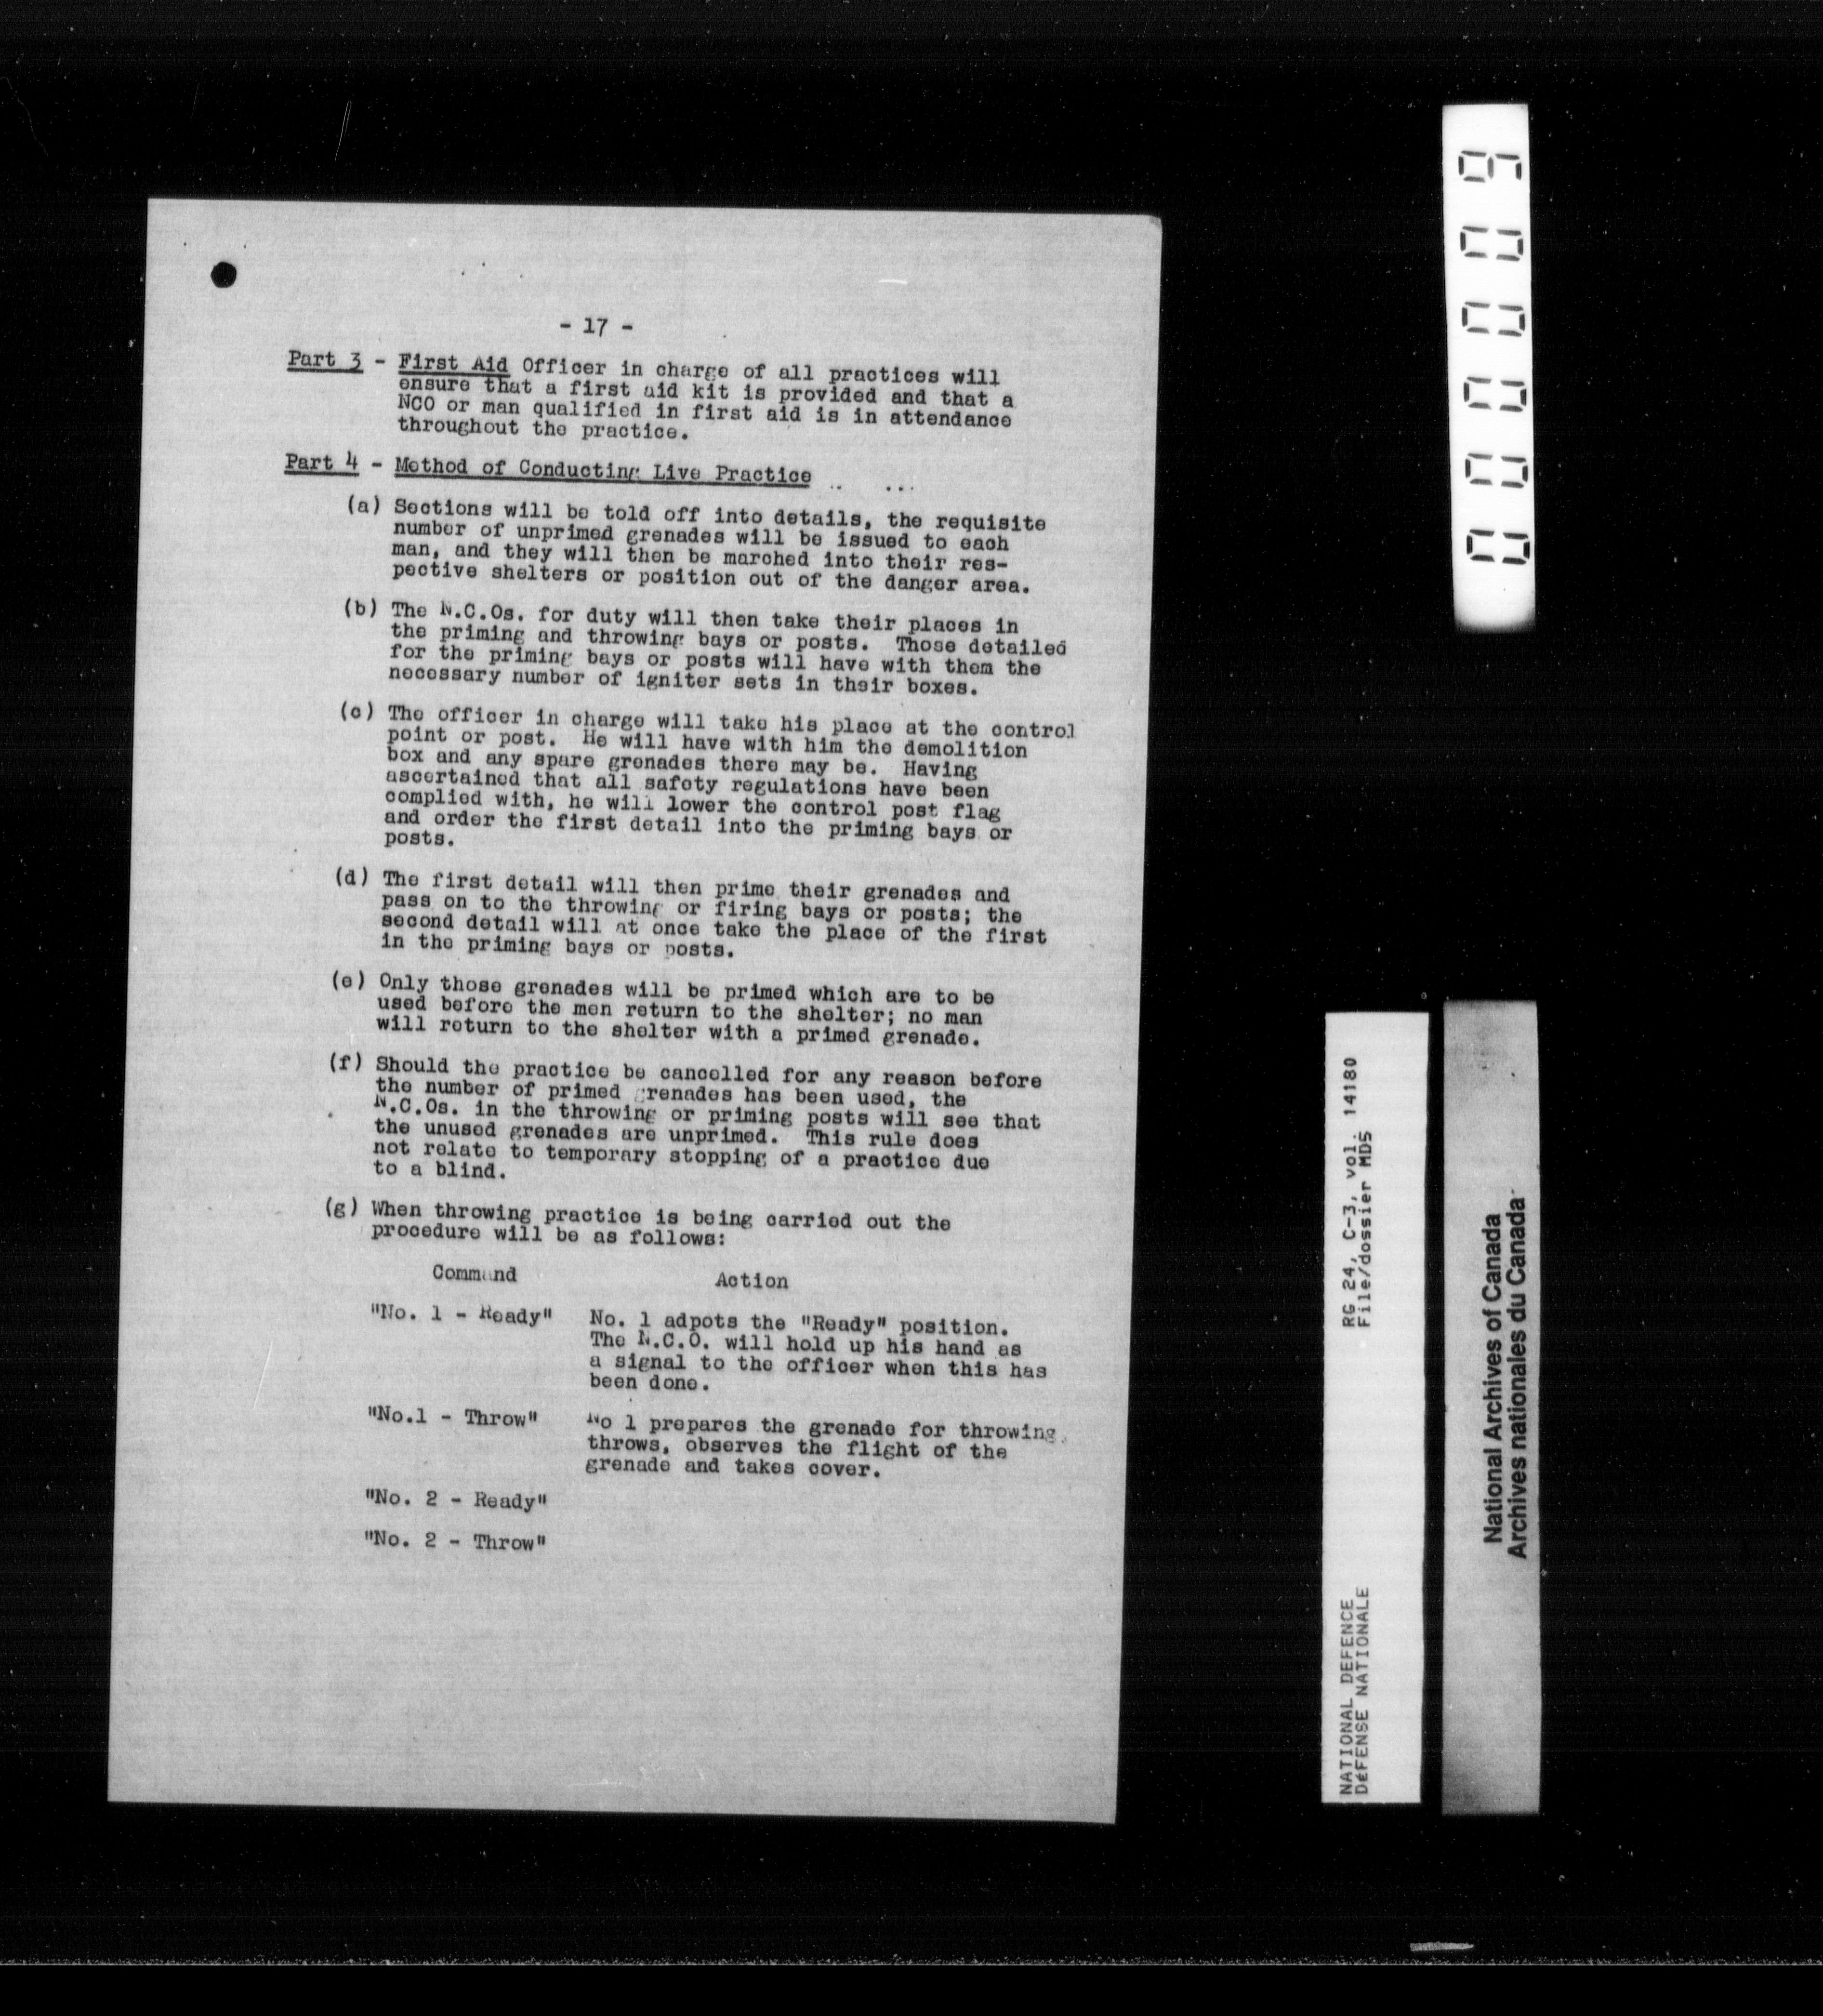 - 17 -
Part 3 - First Aid Officer in charge of all practices will
ensure that a first aid kit is provided and that a
NCO or man qualified in first aid is in attendance
throughout the practice.
Part 4 - Method of Conducting Live Practice
(a) Sections will be told off into details, the requisite
number of unprimed grenades will be issued to each
man, and they will then be marched into their res-
pective shelters or position out of the danger area.
(b) The N.C.Os. for duty will then take their places in
the priming and throwing bays or posts. Those detailed
for the priming bays or posts will have with them the
necessary number of igniter sets in their boxes.
(c) The officer in charge will take his place at the control
point or post. He will have with him the demolition
box and any spare grenades there may be. Having
ascertained that all safety regulations have been
complied with, he will lower the control post flag
and order the first detail into the priming bays or
posts.
(d) The first detail will then prime their grenades and
pass on to the throwing or firing bays or posts; the
second detail will at once take the place of the first
in the priming bays or posts.
(e) Only those grenades will be primed which are to be
used before the men return to the shelter; no man
will return to the shelter with a primed grenade.
(f) Should the practice be cancelled for any reason before
the number of primed grenades has been used, the
N.C.Os. in the throwing or priming posts will see that
the unused grenades are unprimed. This rule does
not relate to temporary stopping of a practice due
to a blind.
(g) When throwing practice is being carried out the
procedure will be as follows:
Command Action
"No. 1 - Ready" No. 1 adpots the "Ready" position.
The N.C.O. will hold up his hand as
a signal to the officer when this has
been done.
"No.1 - Throw" No 1 prepares the grenade for throwing,
throws, observes the flight of the
grenade and takes cover.
"No. 2 - Ready"
"No. 2 - Throw"
000009
NATIONAL DEFENCE RG 24, C-3, vol. 14180
DéFENSE NATIONALE File/dossier MD5
National Archives of Canada
Archives nationales du Canada